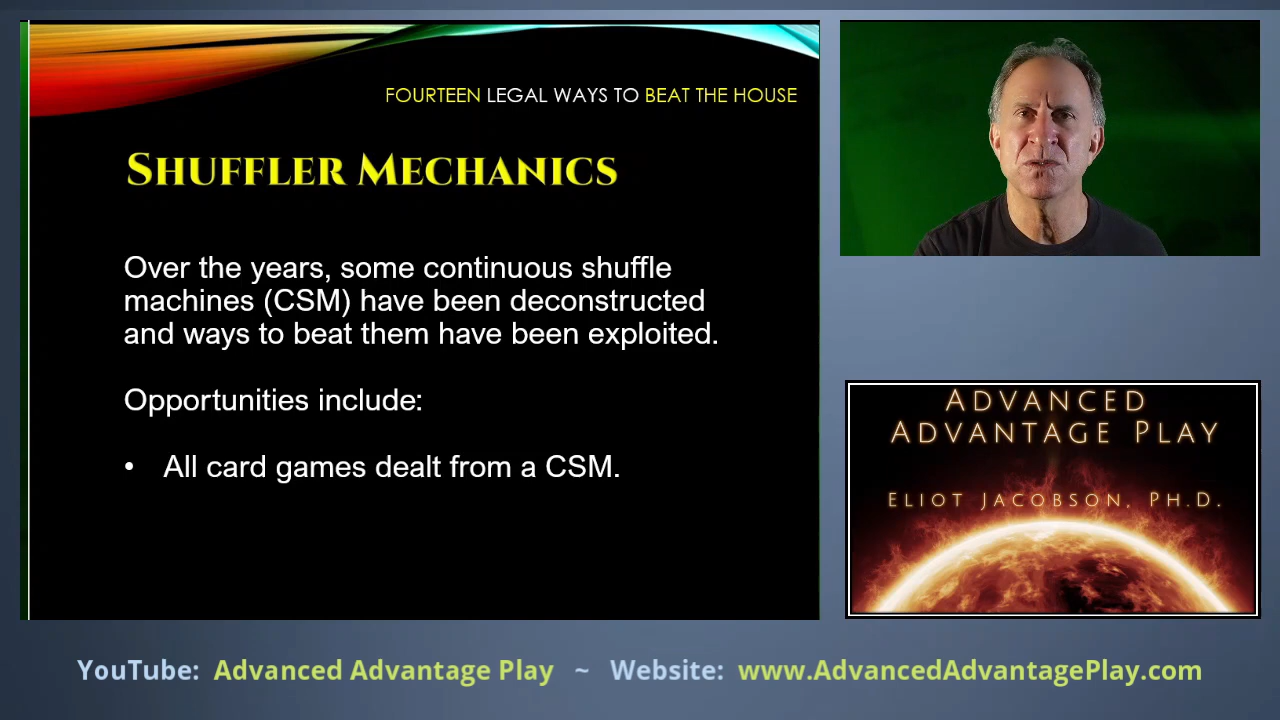 FOURTEEN LEGAL WAYS TO BEAT THE HOUSE
SHUFFLER MECHANICS
Over the years, some continuous shuffle
machines (CSM) have been deconstructed
and ways to beat them have been exploited.
Opportunities include:
• All card games dealt from a CSM.
ADVANCED
ADVANTAGE PLAY
ELIOT JACOBSON, PH.D.
YouTube: Advanced Advantage Play ~ Website: www.AdvancedAdvantagePlay.com